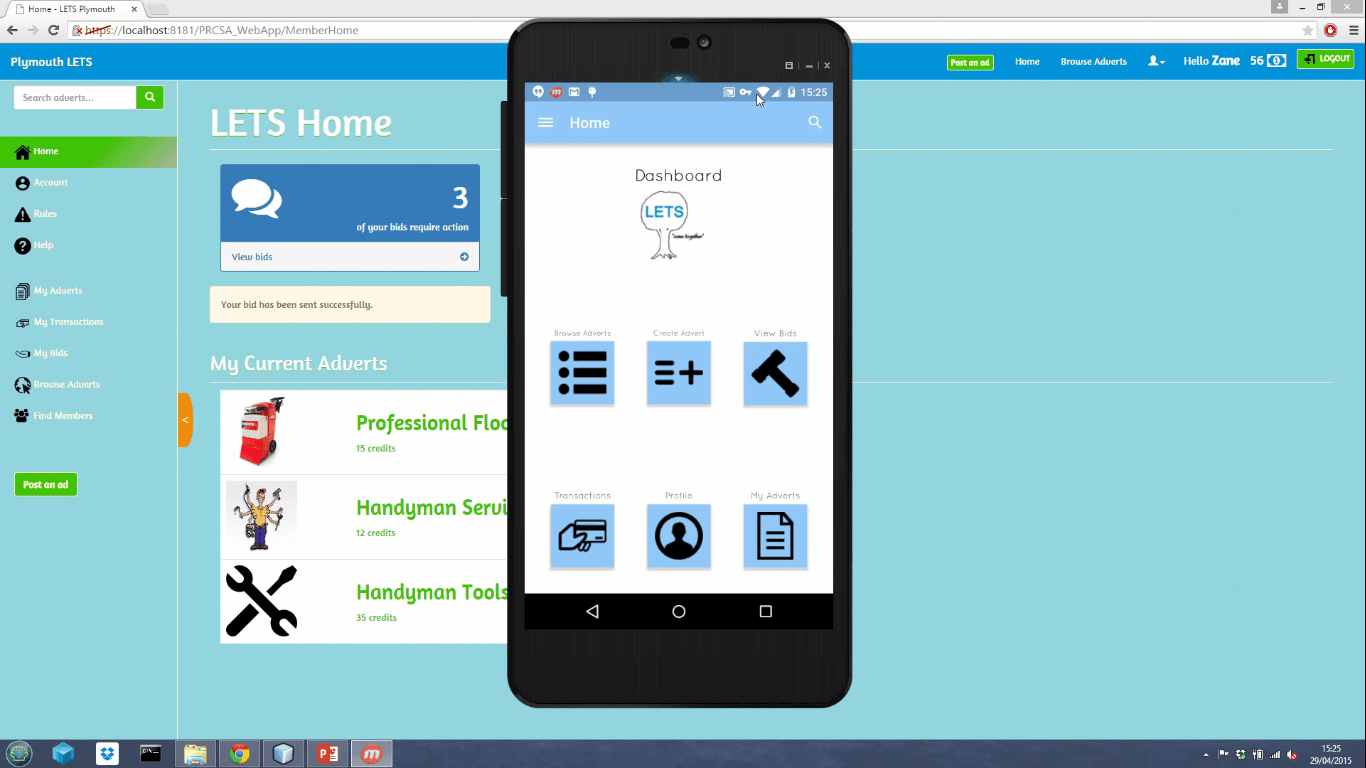 Home - LETS Plymouth
https://localhost:8181/PRCSA_WebApp/MemberHome
Plymouth LETS
Post an ad
Home
Browse Adverts
Hello Zane
56
LOGOUT
Search adverts...
Home
Account
Rules
Help
My Adverts
My Transactions
My Bids
Browse Adverts
Find Members
Post an ad
LETS Home
3
of your bids require action
View bids
Your bid has been sent successfully.
My Current Adverts
<
Professional Floo
15 credits
Handyman Servi
12 credits
Handyman Tools
35 credits
15:25
Home
Dashboard
LETS
"come together"
Browse Adverts
Create Advert
View Bids
Transactions
Profile
My Adverts
15:25
29/04/2015